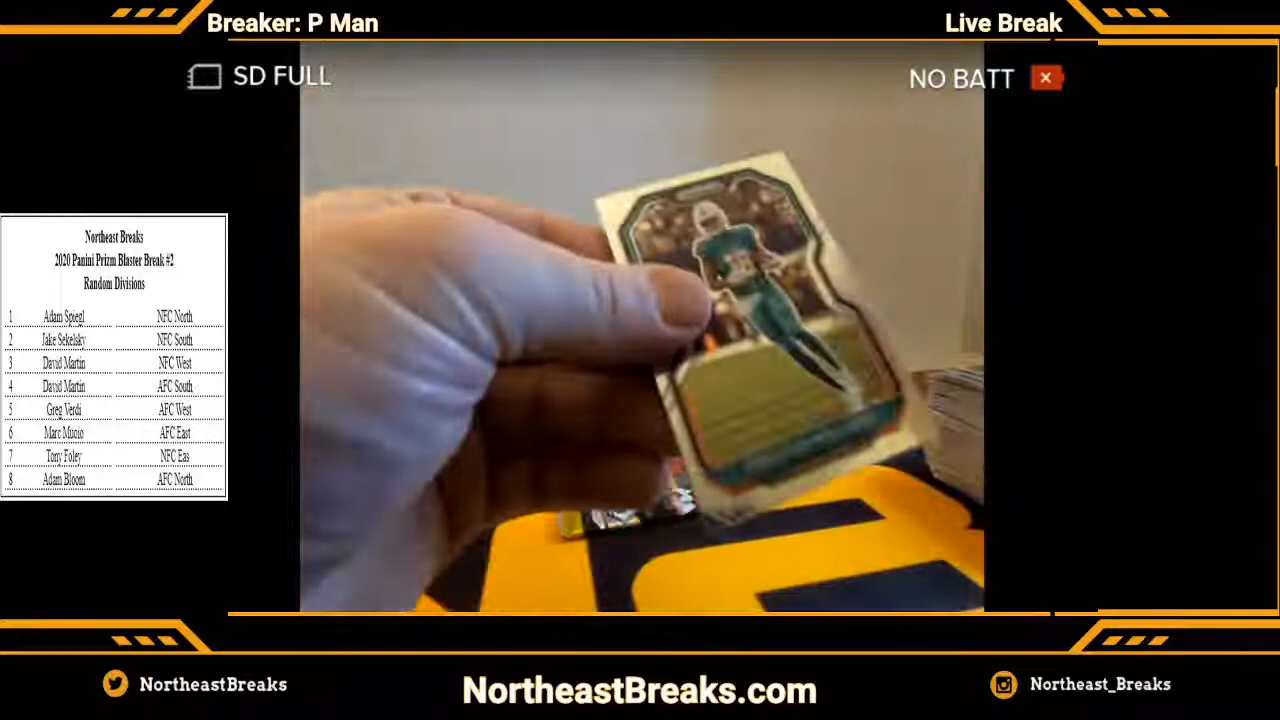 Breaker: P Man
Live Break
SD FULL
NO BATT
Northeast Breaks
2020 Panini Prizm Blaster Break #2
Random Divisions
1 Adam Spiegl NFC North
2 Jake Sekelsky NFC South
3 David Martin NFC West
4 David Martin AFC South
5 Greg Verdi AFC West
6 Marc Mucio AFC East
7 Tony Foley NFC Eas
8 Adam Bloom AFC North
NortheastBreaks
NortheastBreaks.com
Northeast_Breaks